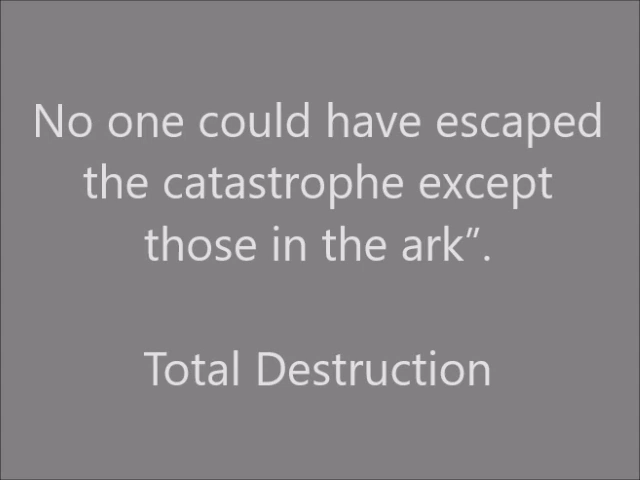 No one could have escaped
the catastrophe except
those in the ark”.
Total Destruction